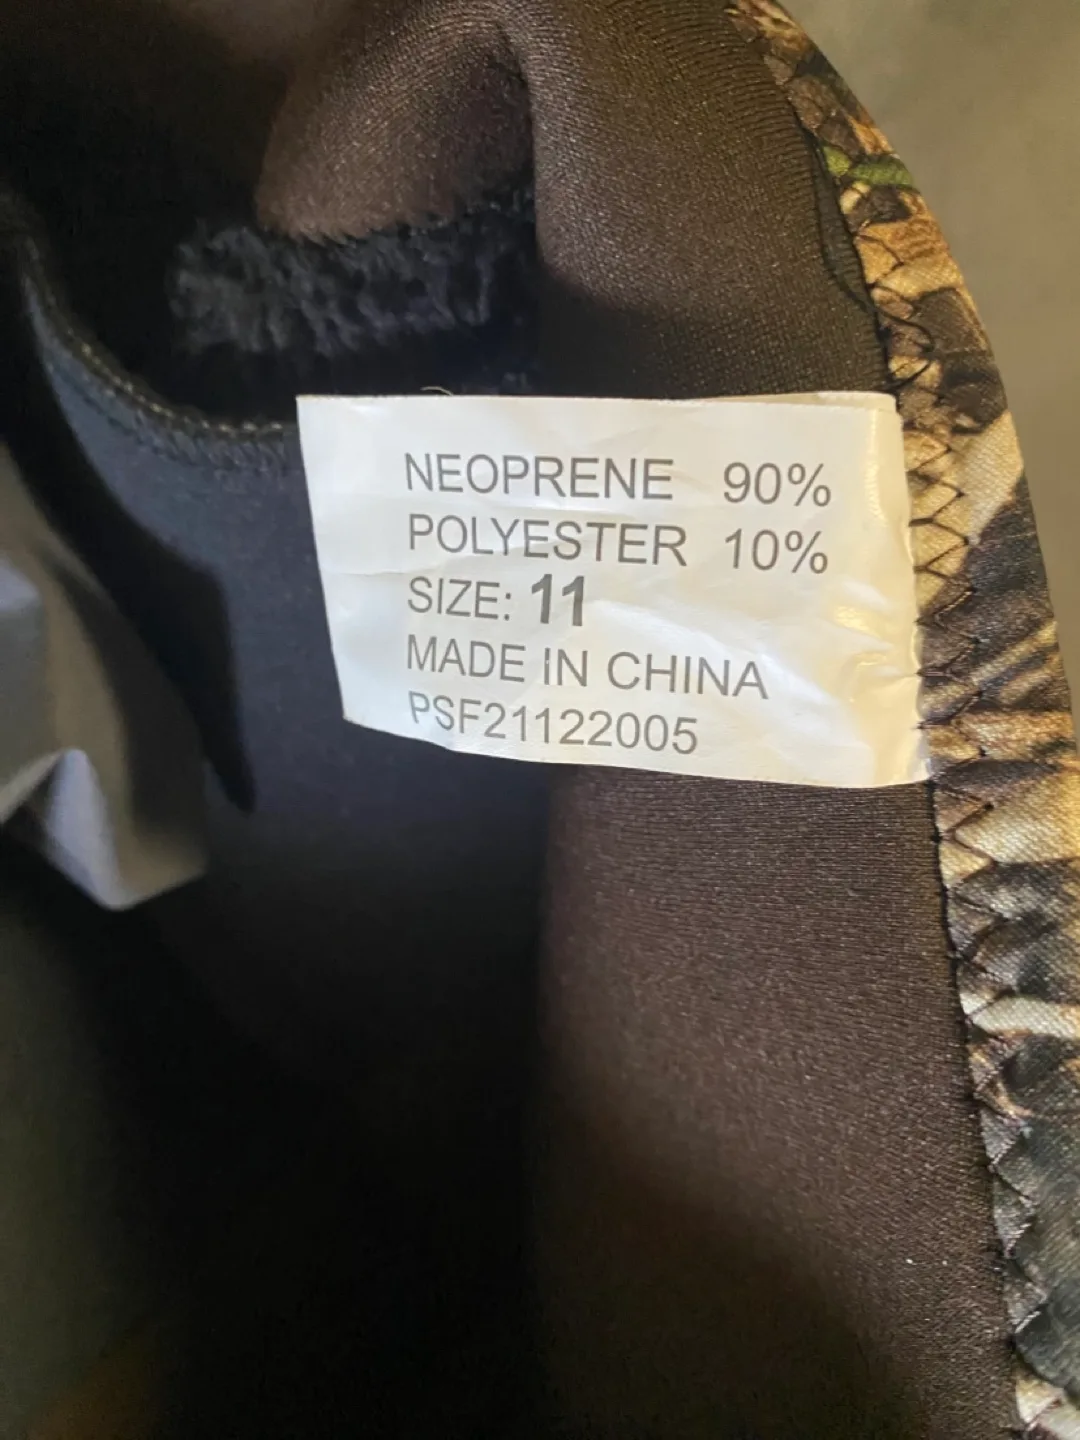 NEOPRENE 90%
POLYESTER 10%
SIZE: 11
MADE IN CHINA
PSF21122005